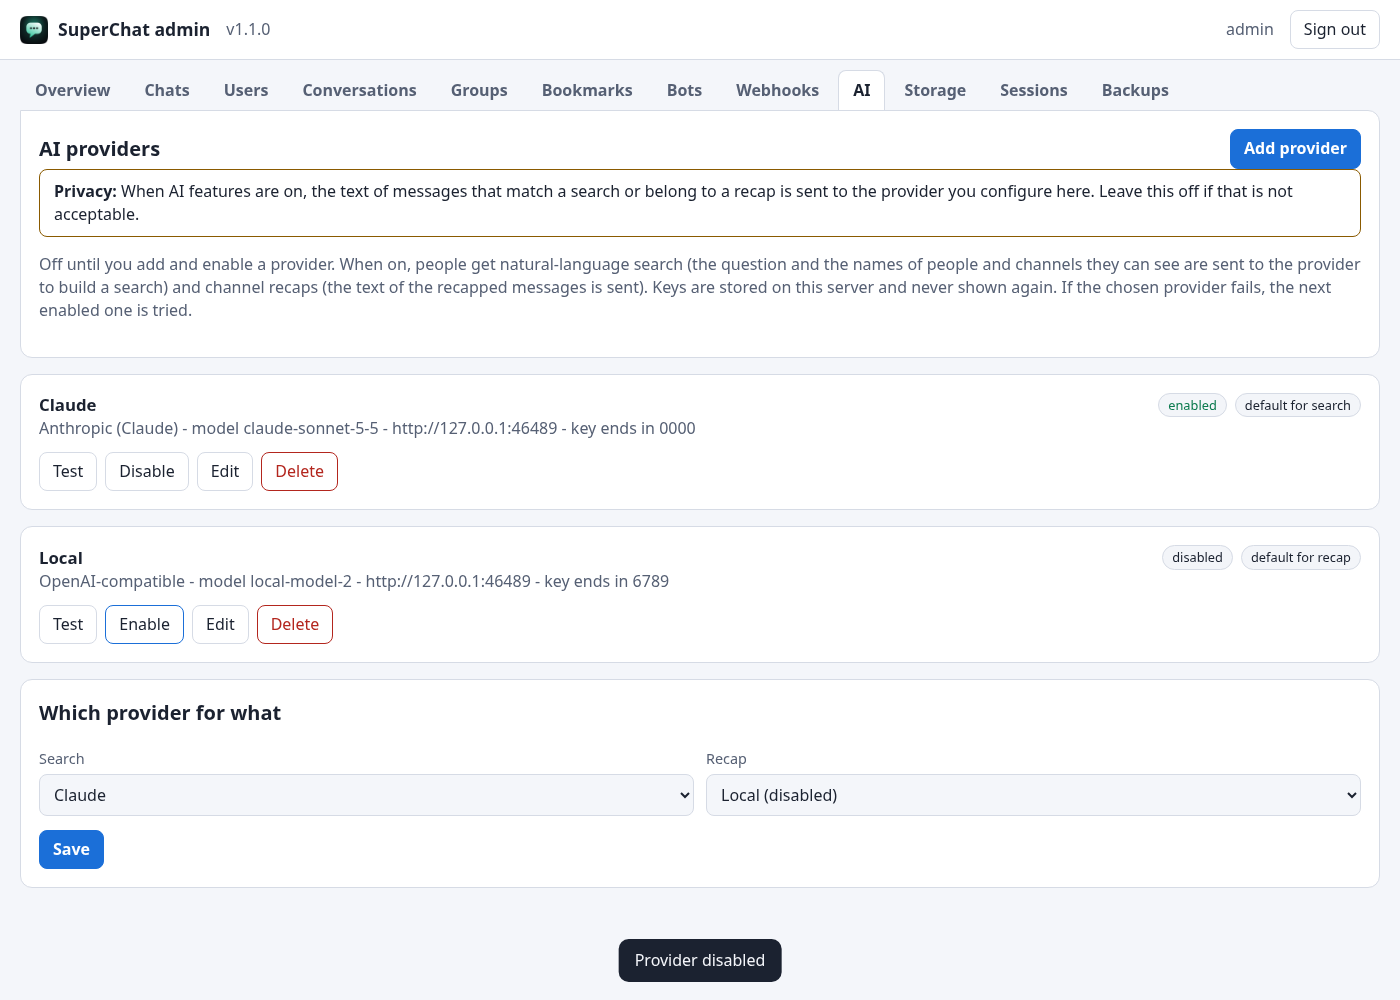 SuperChat admin v1.1.0 admin Sign out
Overview Chats Users Conversations Groups Bookmarks Bots Webhooks AI Storage Sessions Backups
AI providers Add provider
Privacy: When AI features are on, the text of messages that match a search or belong to a recap is sent to the provider you configure here. Leave this off if that is not
acceptable.
Off until you add and enable a provider. When on, people get natural-language search (the question and the names of people and channels they can see are sent to the provider
to build a search) and channel recaps (the text of the recapped messages is sent). Keys are stored on this server and never shown again. If the chosen provider fails, the next
enabled one is tried.
Claude enabled default for search
Anthropic (Claude) - model claude-sonnet-5-5 - http://127.0.0.1:46489 - key ends in 0000
Test Disable Edit Delete
Local disabled default for recap
OpenAI-compatible - model local-model-2 - http://127.0.0.1:46489 - key ends in 6789
Test Enable Edit Delete
Which provider for what
Search Recap
Claude Local (disabled)
Save
Provider disabled